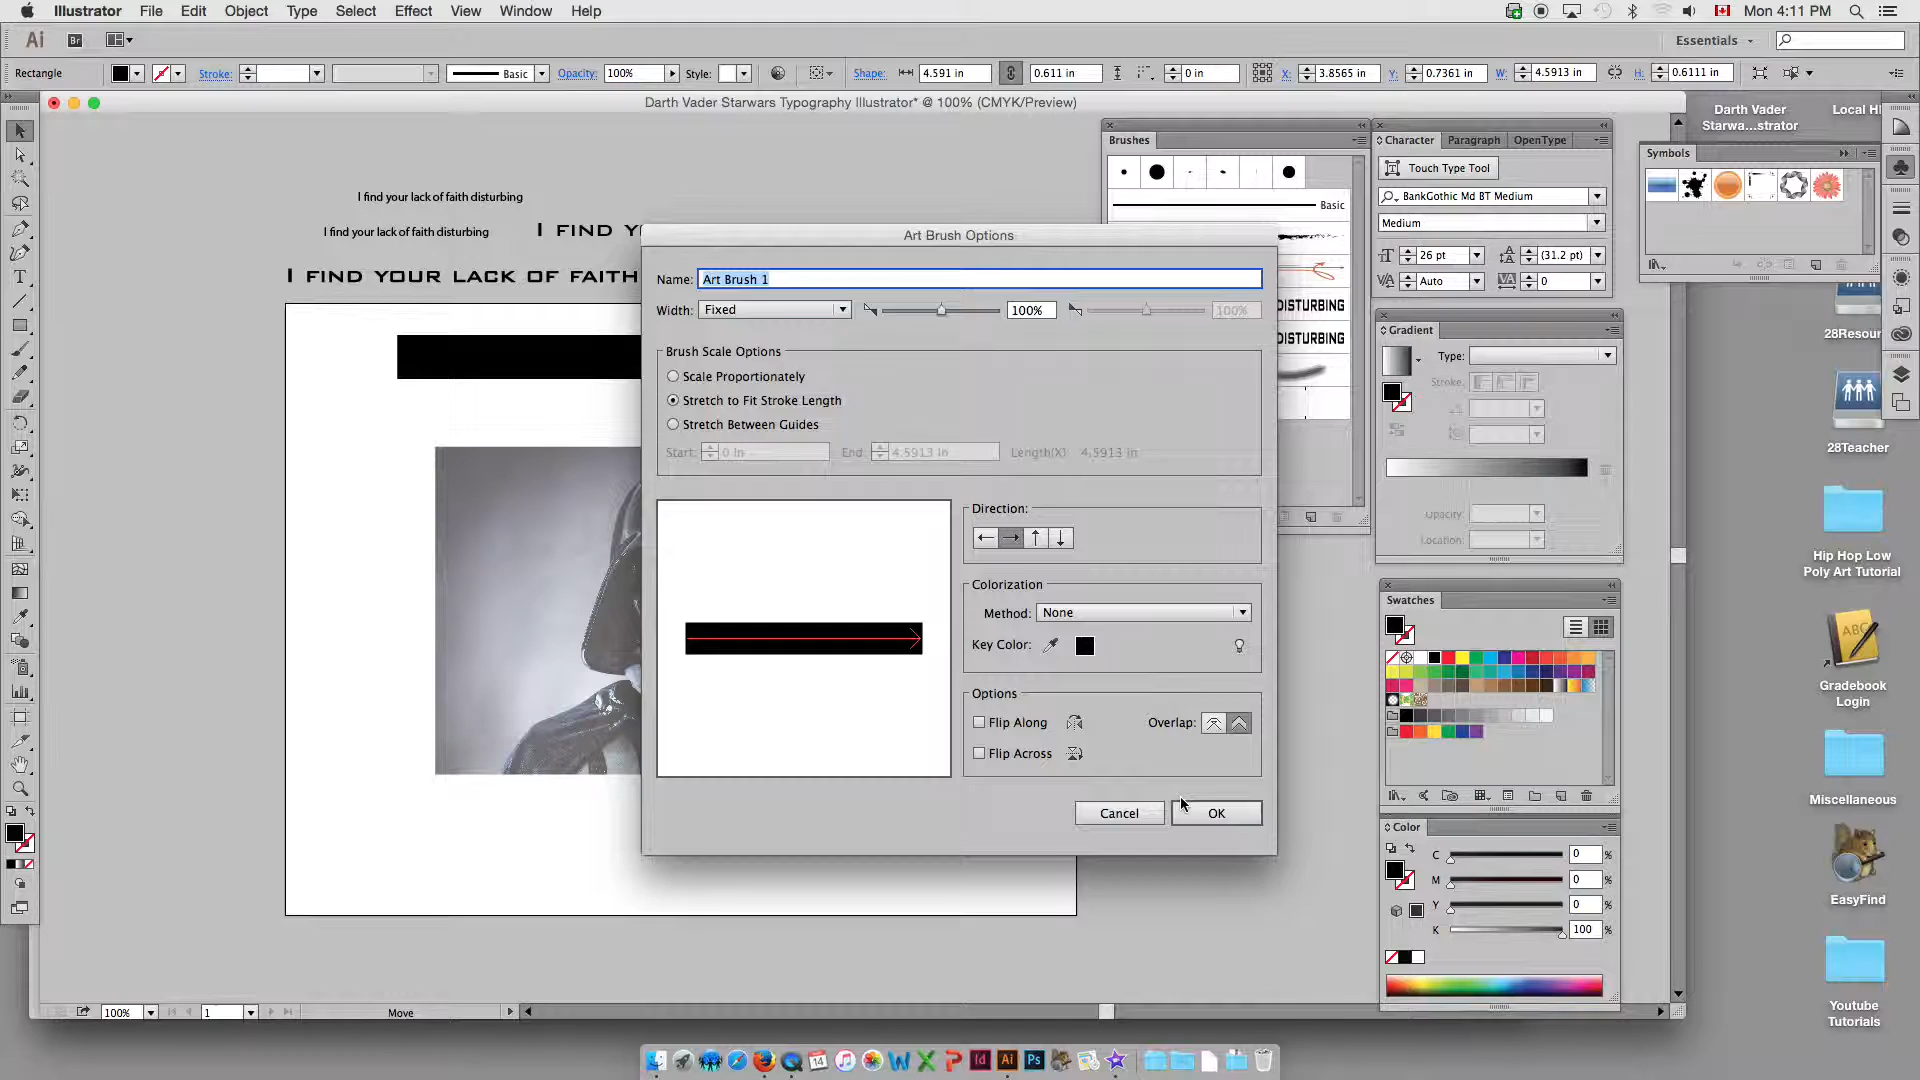 Illustrator File Edit Object Type Select Effect View Window Help
Mon 4:11 PM
Ai Br
Essentials
Rectangle Stroke: Basic Opacity: 100% Style: Shape: 4.591 in 0.611 in 0 in X: 3.8565 in Y: 0.7361 in W: 4.5913 in H: 0.6111 in
Darth Vader Starwars Typography Illustrator* @ 100% (CMYK/Preview)
Darth Vader
Starwa...strator
Brushes
Basic
DISTURBING
DISTURBING
Character Paragraph OpenType
Touch Type Tool
BankGothic Md BT Medium
Medium
26 pt (31.2 pt)
Auto 0
Symbols
I find your lack of faith disturbing
I find your lack of faith disturbing
I FIND
I FIND YOUR LACK OF FAITH
Art Brush Options
Name: Art Brush 1
Width: Fixed 100% 100%
Brush Scale Options
Scale Proportionately
Stretch to Fit Stroke Length
Stretch Between Guides
Start: 0 in End: 4.5913 in Length(X) 4.5913 in
Direction:
Colorization
Method: None
Key Color:
Options
Flip Along Overlap:
Flip Across
Cancel OK
Gradient
Type:
Stroke:
Opacity:
Location:
Swatches
Color
C 0 %
M 0 %
Y 0 %
K 100 %
28Resour
28Teacher
Hip Hop Low
Poly Art Tutorial
ABC
Gradebook
Login
Miscellaneous
EasyFind
Youtube
Tutorials
100% 1 Move
14
Id Ai Ps